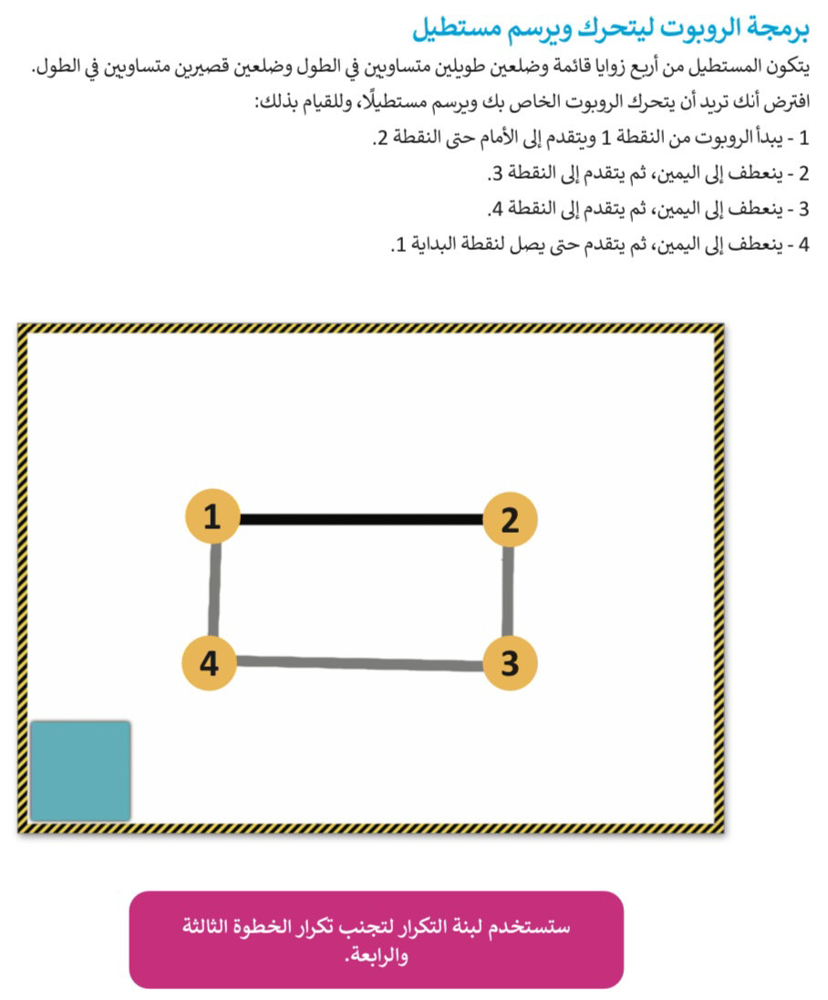 برمجة الروبوت ليتحرك ويرسم مستطيل
يتكون المستطيل من أربع زوايا قائمة وضلعين طويلين متساويين في الطول وضلعين قصيرين متساويين في الطول.
افترض أنك تريد أن يتحرك الروبوت الخاص بك ويرسم مستطيلًا، وللقيام بذلك:
1 - يبدأ الروبوت من النقطة 1 ويتقدم إلى الأمام حتى النقطة 2.
2 - ينعطف إلى اليمين، ثم يتقدم إلى النقطة 3.
3 - ينعطف إلى اليمين، ثم يتقدم إلى النقطة 4.
4 - ينعطف إلى اليمين، ثم يتقدم حتى يصل لنقطة البداية 1.
1
2
4
3
ستستخدم لبنة التكرار لتجنب تكرار الخطوة الثالثة
والرابعة.